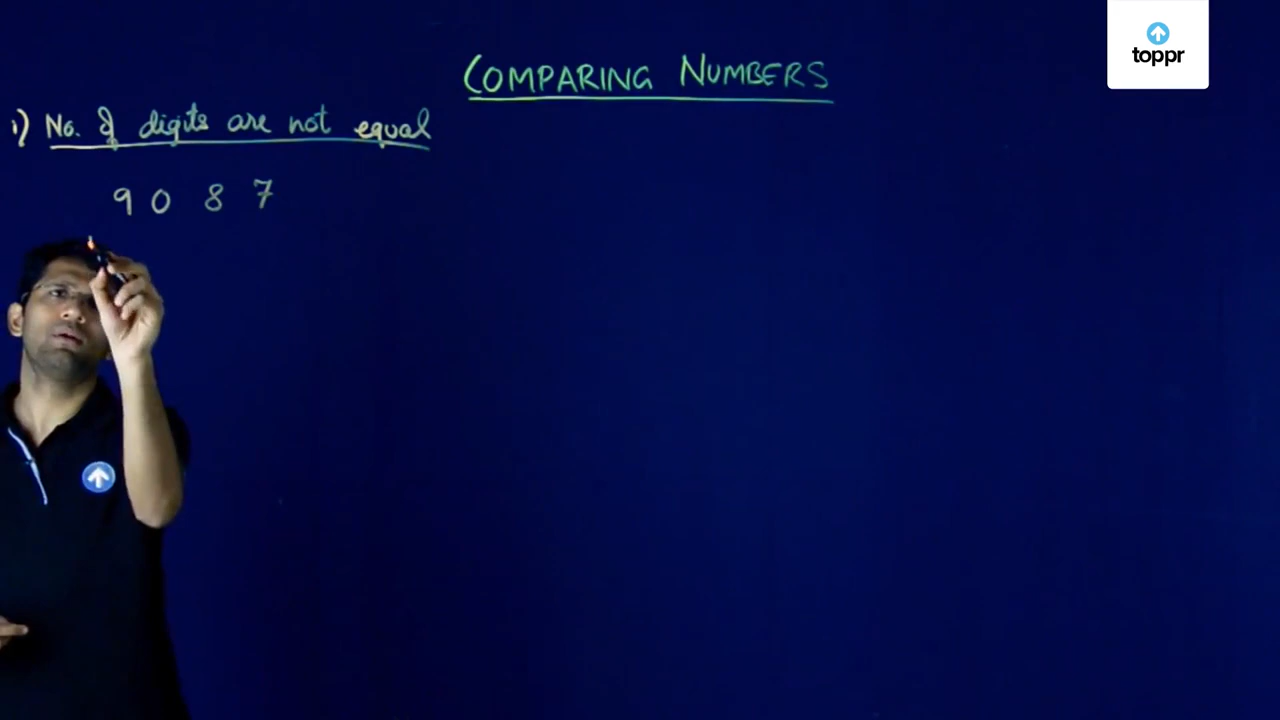 toppr
COMPARING NUMBERS
i) No. of digits are not equal
9 0 8 7